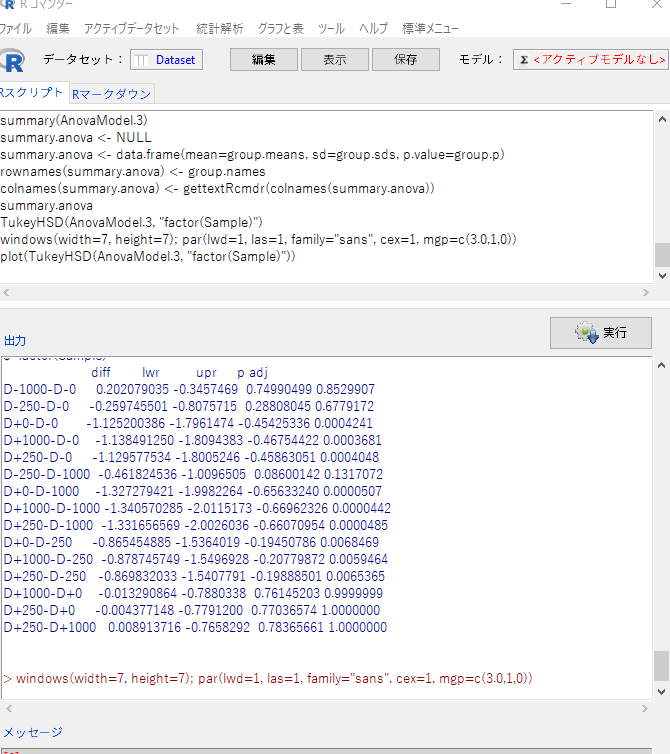 R コマンダー
ファイル 編集 アクティブデータセット 統計解析 グラフと表 ツール ヘルプ 標準メニュー
R データセット： Dataset 編集 表示 保存 モデル： Σ <アクティブモデルなし>
Rスクリプト Rマークダウン
summary(AnovaModel.3)
summary.anova <- NULL
summary.anova <- data.frame(mean=group.means, sd=group.sds, p.value=group.p)
rownames(summary.anova) <- group.names
colnames(summary.anova) <- gettextRcmdr(colnames(summary.anova))
summary.anova
TukeyHSD(AnovaModel.3, "factor(Sample)")
windows(width=7, height=7); par(lwd=1, las=1, family="sans", cex=1, mgp=c(3.0,1,0))
plot(TukeyHSD(AnovaModel.3, "factor(Sample)"))
出力 実行
diff lwr upr p adj
D-1000-D-0 0.202079035 -0.3457469 0.74990499 0.8529907
D-250-D-0 -0.259745501 -0.8075715 0.28808045 0.6779172
D+0-D-0 -1.125200386 -1.7961474 -0.45425336 0.0004241
D+1000-D-0 -1.138491250 -1.8094383 -0.46754422 0.0003681
D+250-D-0 -1.129577534 -1.8005246 -0.45863051 0.0004048
D-250-D-1000 -0.461824536 -1.0096505 0.08600142 0.1317072
D+0-D-1000 -1.327279421 -1.9982264 -0.65633240 0.0000507
D+1000-D-1000 -1.340570285 -2.0115173 -0.66962326 0.0000442
D+250-D-1000 -1.331656569 -2.0026036 -0.66070954 0.0000485
D+0-D-250 -0.865454885 -1.5364019 -0.19450786 0.0068469
D+1000-D-250 -0.878745749 -1.5496928 -0.20779872 0.0059464
D+250-D-250 -0.869832033 -1.5407791 -0.19888501 0.0065365
D+1000-D+0 -0.013290864 -0.7880338 0.76145203 0.9999999
D+250-D+0 -0.004377148 -0.7791200 0.77036574 1.0000000
D+250-D+1000 0.008913716 -0.7658292 0.78365661 1.0000000
> windows(width=7, height=7); par(lwd=1, las=1, family="sans", cex=1, mgp=c(3.0,1,0))
メッセージ